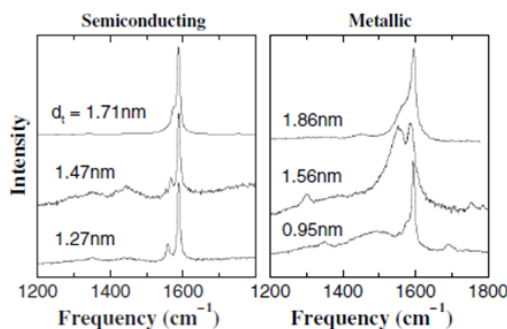 Semiconducting
Metallic
Intensity
d_t = 1.71nm
1.47nm
1.27nm
1.86nm
1.56nm
0.95nm
1200 1400 1600
1200 1400 1600 1800
Frequency (cm⁻¹)
Frequency (cm⁻¹)